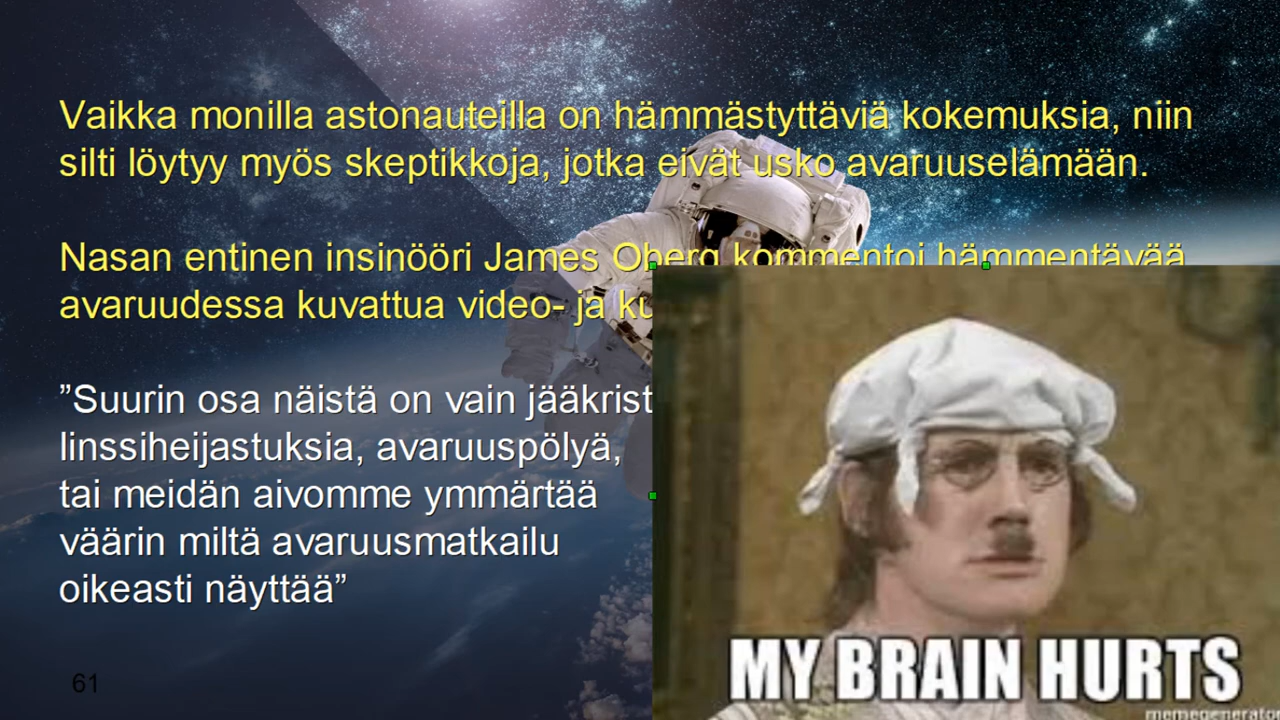 Vaikka monilla astonauteilla on hämmästyttäviä kokemuksia, niin
silti löytyy myös skeptikkoja, jotka eivät usko avaruuselämään.
Nasan entinen insinööri James Oberg kommentoi hämmentävää
avaruudessa kuvattua video- ja
”Suurin osa näistä on vain
linssiheijastuksia, avaruuspölyä,
tai meidän aivomme ymmärtää
väärin miltä avaruusmatkailu
oikeasti näyttää”
MY BRAIN HURTS
61